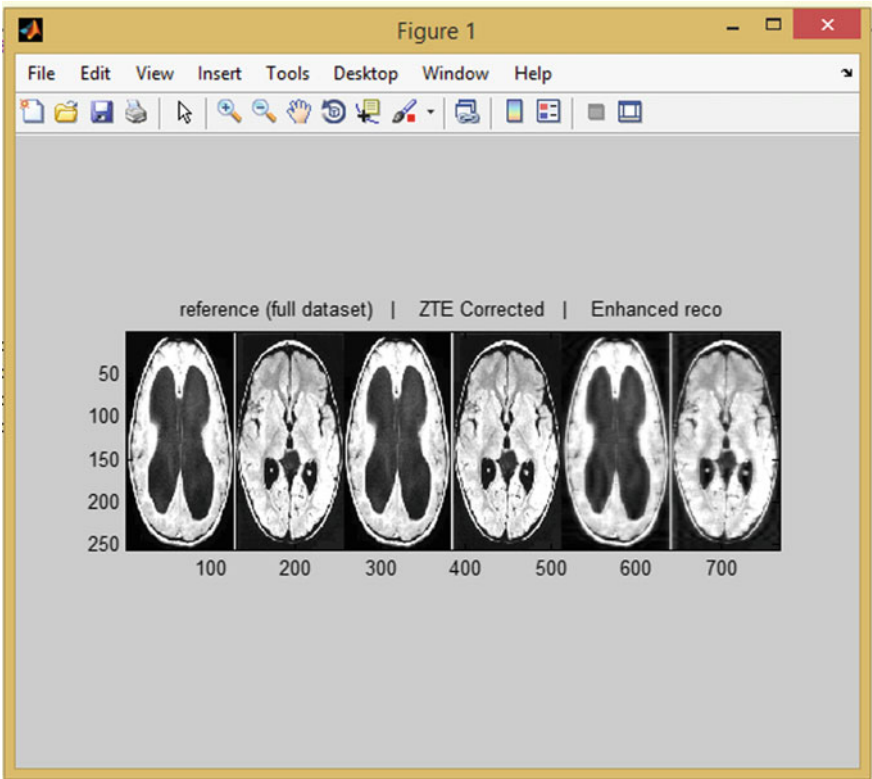 Figure 1
File Edit View Insert Tools Desktop Window Help
reference (full dataset) | ZTE Corrected | Enhanced reco
50
100
150
200
250
100 200 300 400 500 600 700